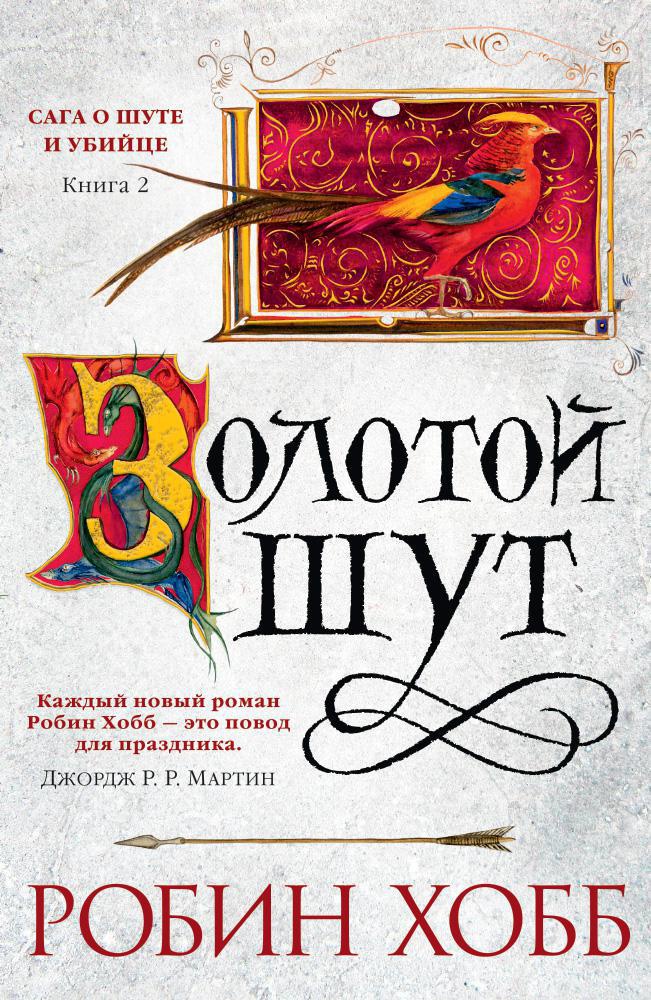 САГА О ШУТЕ
И УБИЙЦЕ
Книга 2
ЗОЛОТОЙ
ШУТ
Каждый новый роман
Робин Хобб – это повод
для праздника.
Джордж Р. Р. Мартин
РОБИН ХОББ